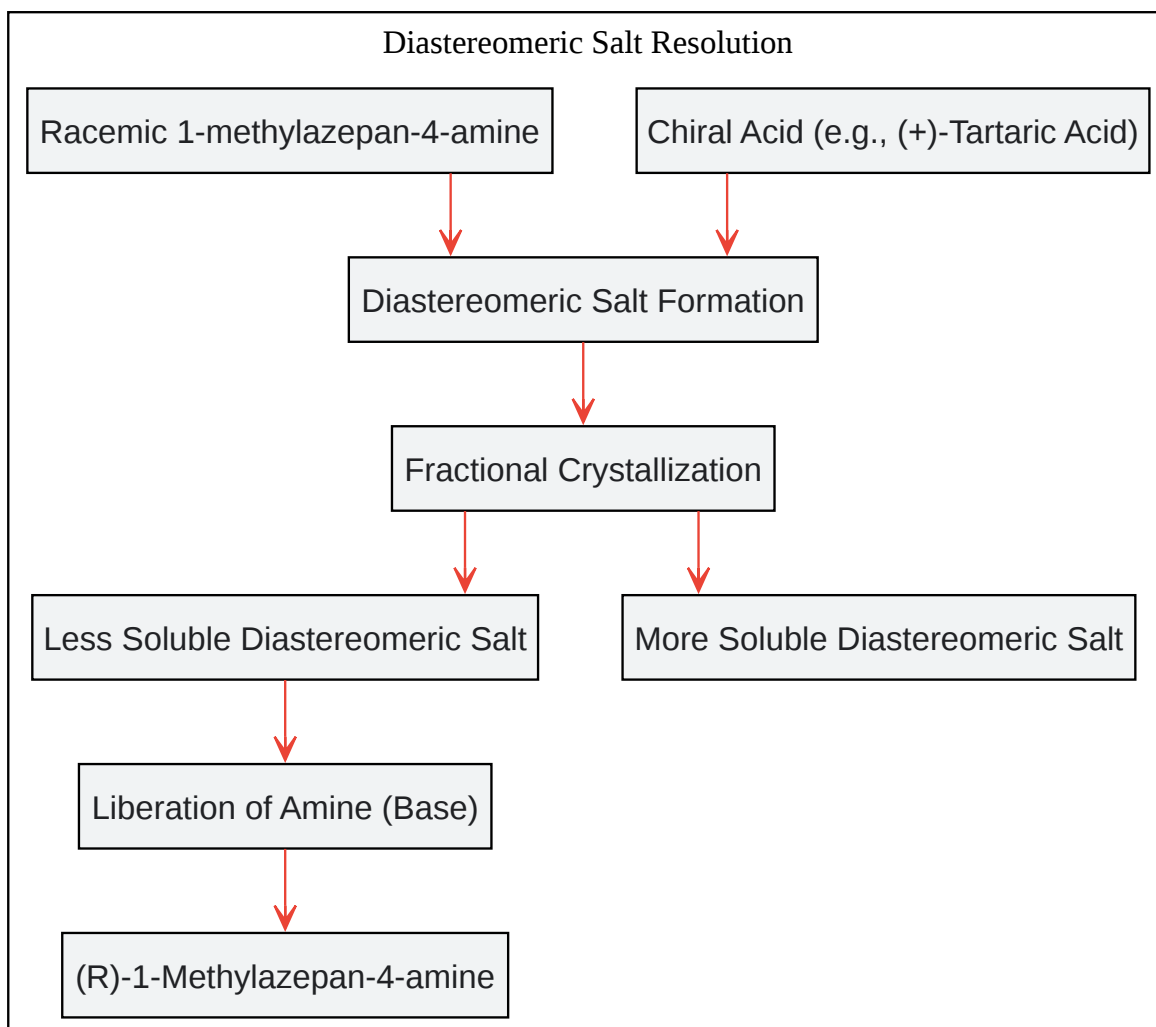 Diastereomeric Salt Resolution
Racemic 1-methylazepan-4-amine
Chiral Acid (e.g., (+)-Tartaric Acid)
Diastereomeric Salt Formation
Fractional Crystallization
Less Soluble Diastereomeric Salt
More Soluble Diastereomeric Salt
Liberation of Amine (Base)
(R)-1-Methylazepan-4-amine